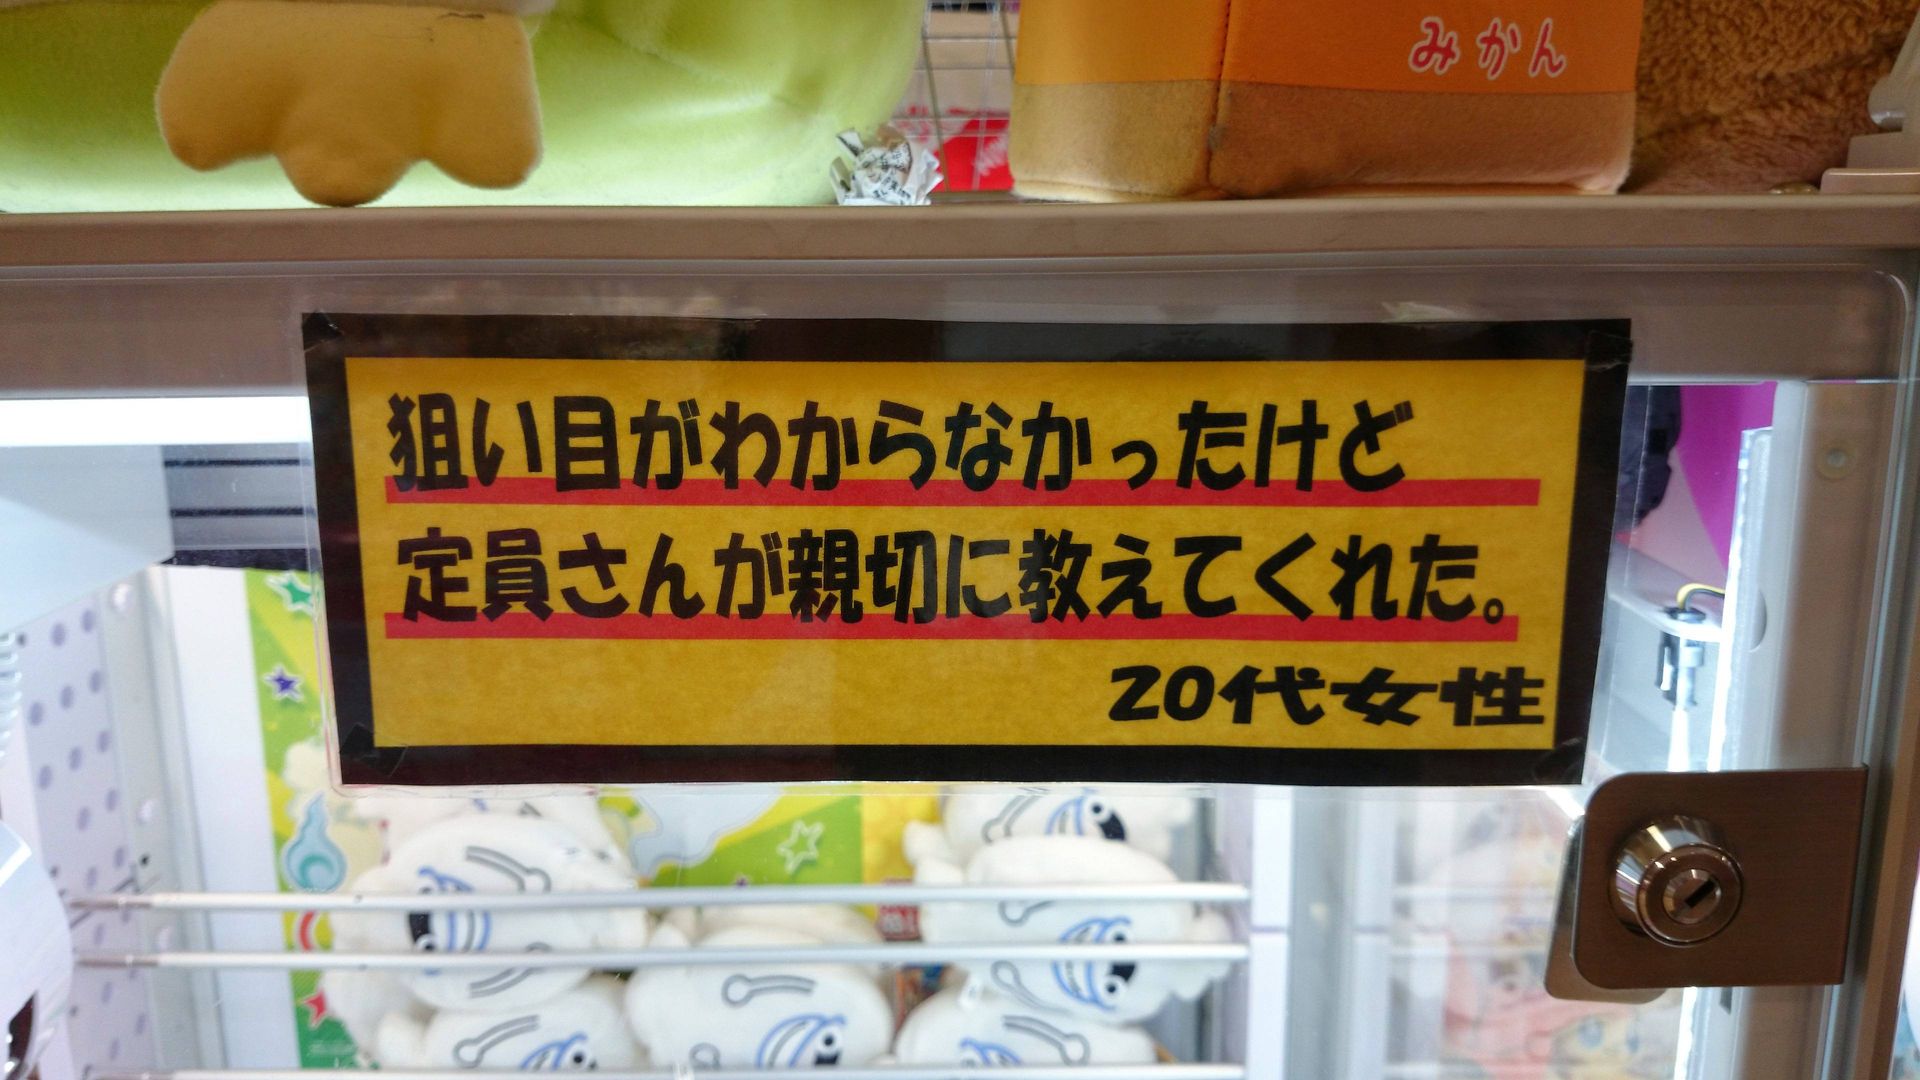 みかん
狙い目がわからなかったけど
定員さんが親切に教えてくれた。
20代女性